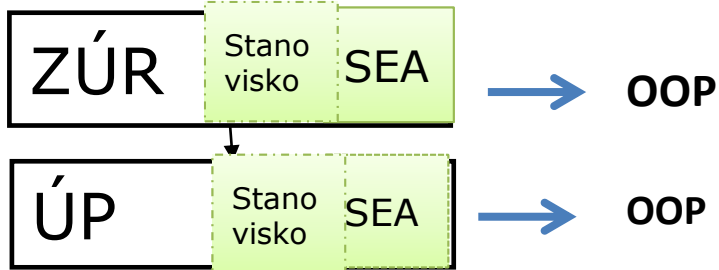 ZÚR
Stano
visko
SEA
OOP
ÚP
Stano
visko
SEA
OOP